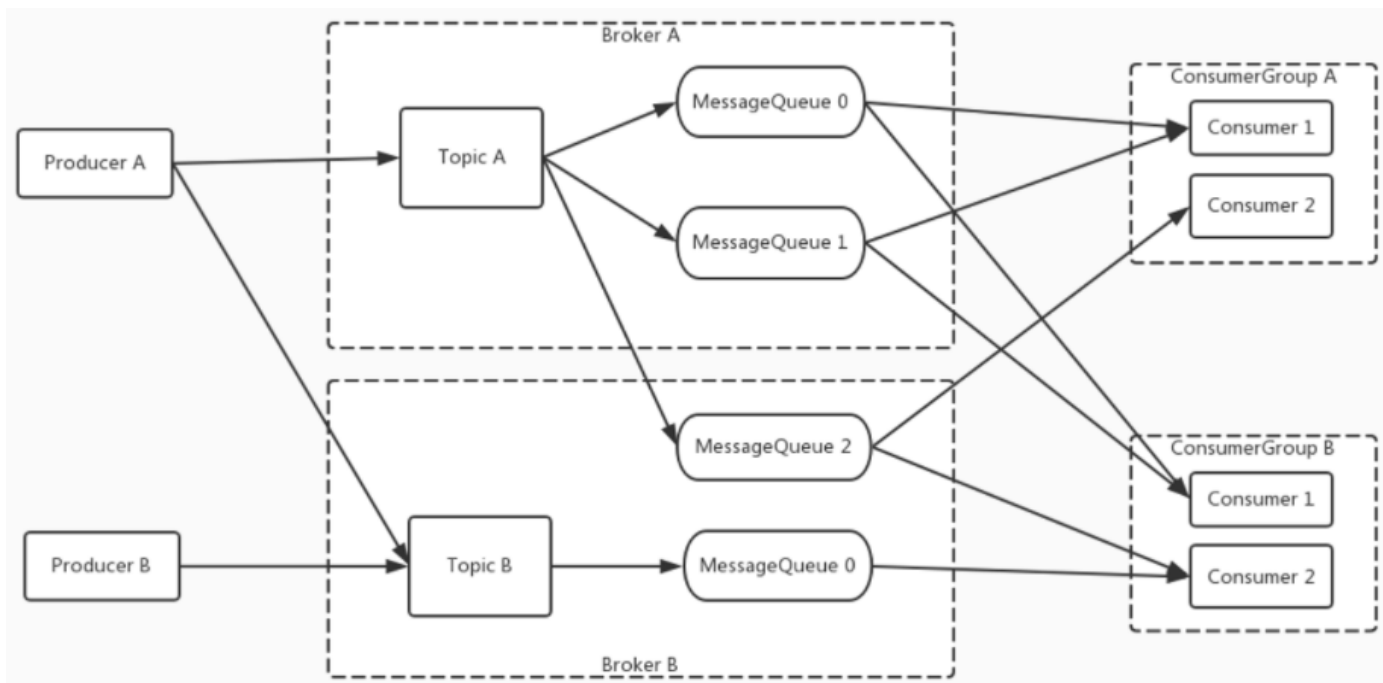 Broker A
MessageQueue 0
ConsumerGroup A
Consumer 1
Producer A
Topic A
Consumer 2
MessageQueue 1
MessageQueue 2
ConsumerGroup B
Consumer 1
Producer B
Topic B
MessageQueue 0
Consumer 2
Broker B